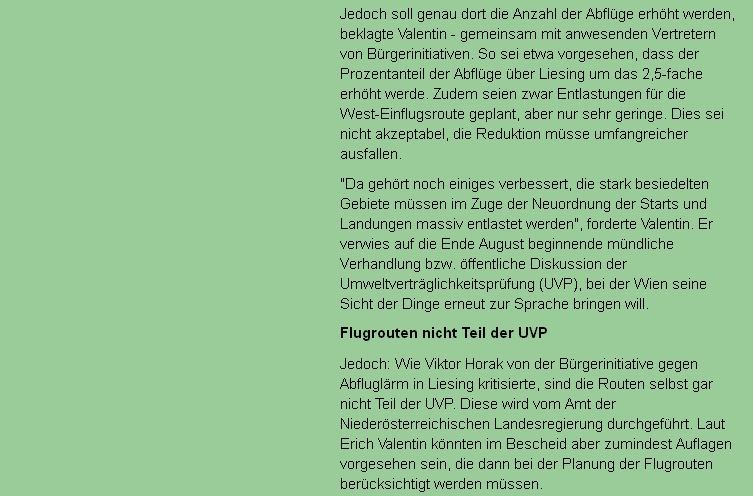 Jedoch soll genau dort die Anzahl der Abflüge erhöht werden,
beklagte Valentin - gemeinsam mit anwesenden Vertretern
von Bürgerinitiativen. So sei etwa vorgesehen, dass der
Prozentanteil der Abflüge über Liesing um das 2,5-fache
erhöht werde. Zudem seien zwar Entlastungen für die
West-Einflugsroute geplant, aber nur sehr geringe. Dies sei
nicht akzeptabel, die Reduktion müsse umfangreicher
ausfallen.
"Da gehört noch einiges verbessert, die stark besiedelten
Gebiete müssen im Zuge der Neuordnung der Starts und
Landungen massiv entlastet werden", forderte Valentin. Er
verwies auf die Ende August beginnende mündliche
Verhandlung bzw. öffentliche Diskussion der
Umweltverträglichkeitsprüfung (UVP), bei der Wien seine
Sicht der Dinge erneut zur Sprache bringen will.
Flugrouten nicht Teil der UVP
Jedoch: Wie Viktor Horak von der Bürgerinitiative gegen
Abfluglärm in Liesing kritisierte, sind die Routen selbst gar
nicht Teil der UVP. Diese wird vom Amt der
Niederösterreichischen Landesregierung durchgeführt. Laut
Erich Valentin könnten im Bescheid aber zumindest Auflagen
vorgesehen sein, die dann bei der Planung der Flugrouten
berücksichtigt werden müssen.